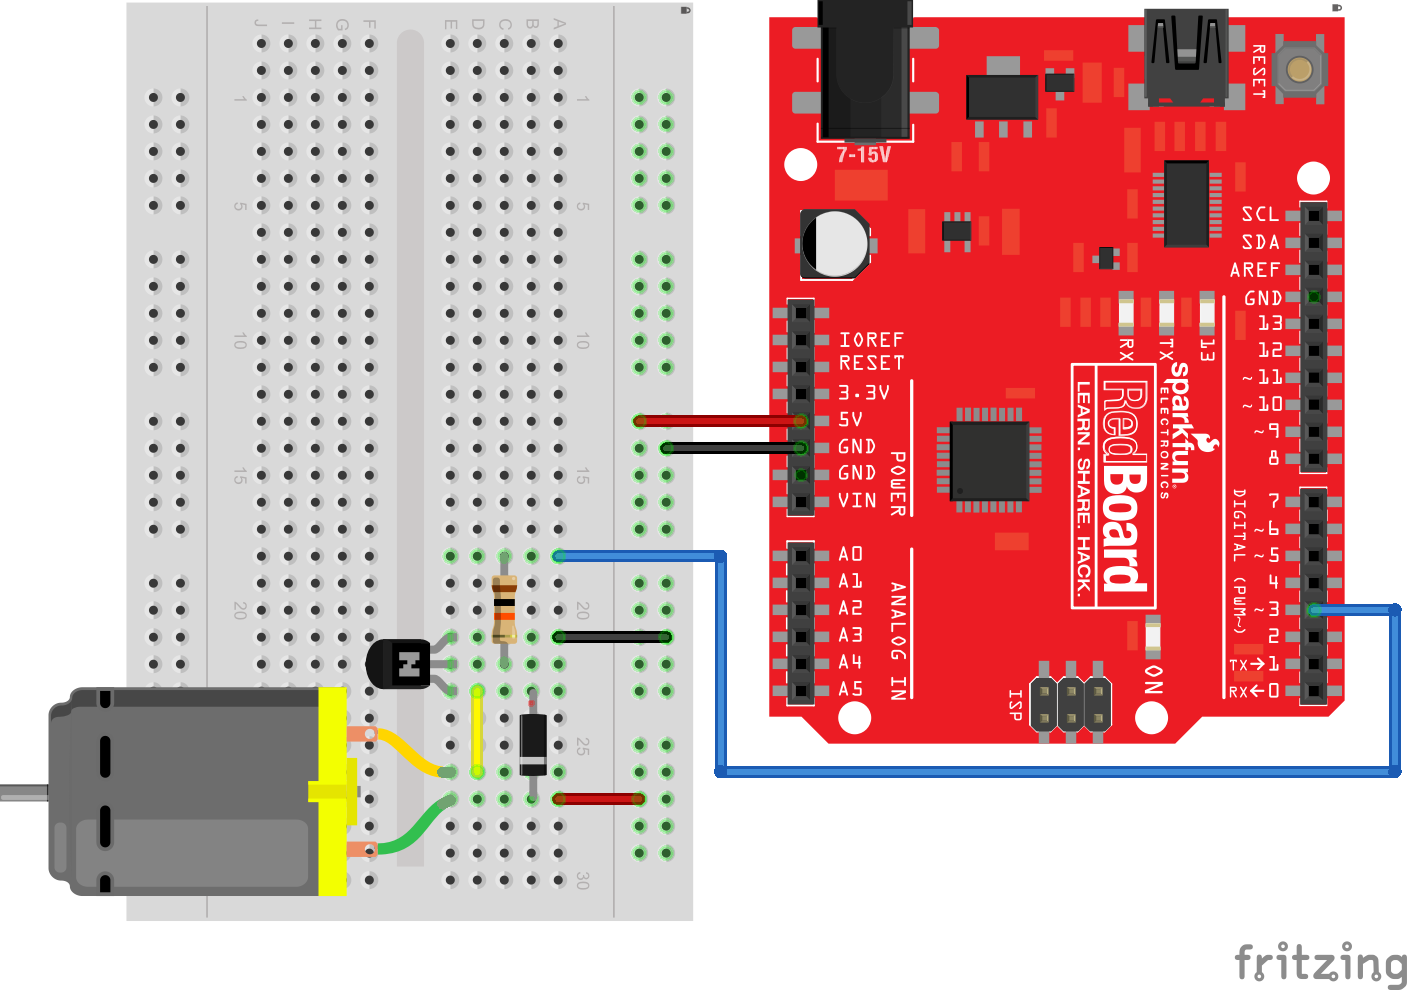 J I H G F E D C B A
1 1
5 5
10 10
15 15
20 20
25 25
30
7-15V
RESET
SCL
SDA
AREF
GND
13
12
~11
~10
~9
8
7
~6
~5
4
~3
2
TX→1
RX←0
DIGITAL (PWM~)
IOREF
RESET
3.3V
5V
GND
GND
VIN
POWER
A0
A1
A2
A3
A4
A5
ANALOG IN
RX
TX
13
sparkfun
ELECTRONICS
RedBoard
LEARN. SHARE. HACK.
ISP
ON
N
fritzing